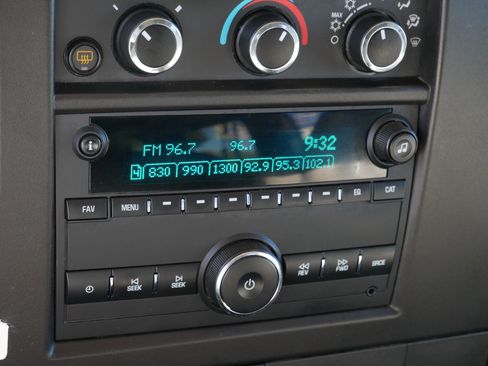 MAX
FM 96.7 96.7 9:32
4 830 990 1300 92.9 95.3 102.1
FAV MENU EQ CAT
SEEK SEEK REV FWD SRCE